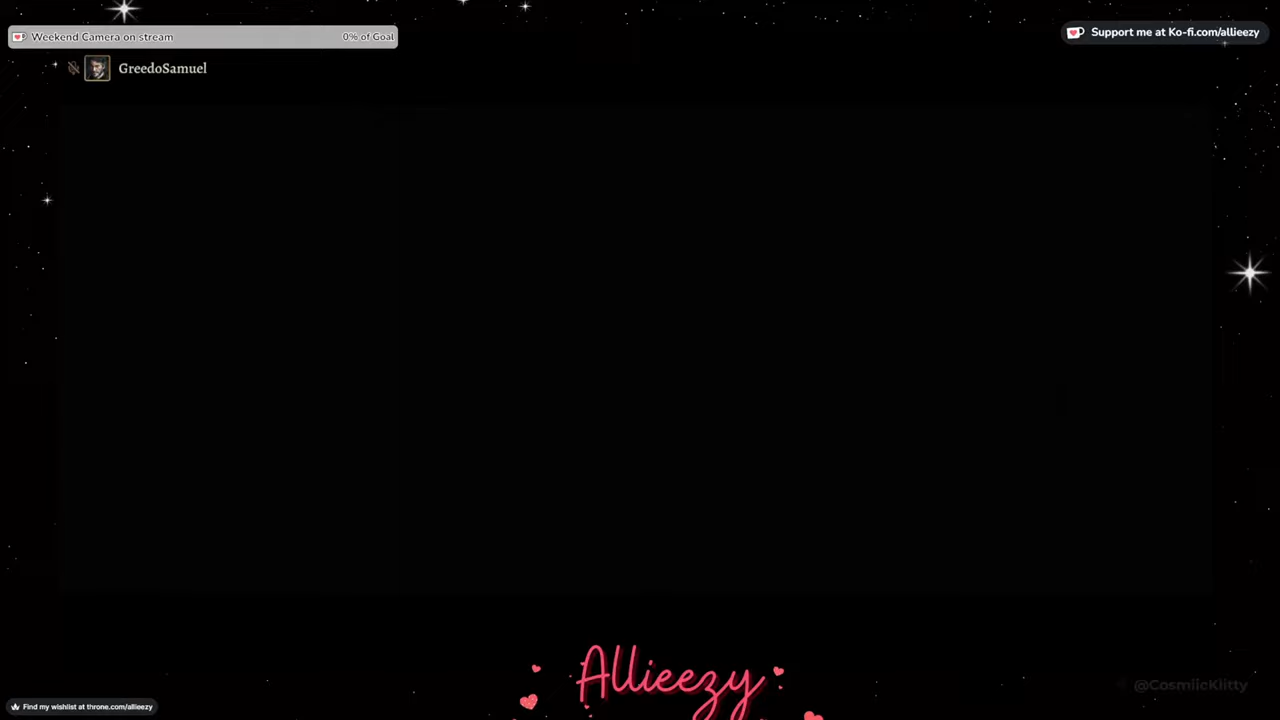 Weekend Camera on stream 0% of Goal
Support me at Ko-fi.com/allieezy
GreedoSamuel
Allieezy
@CosmiicKlitty
Find my wishlist at throne.com/allieezy